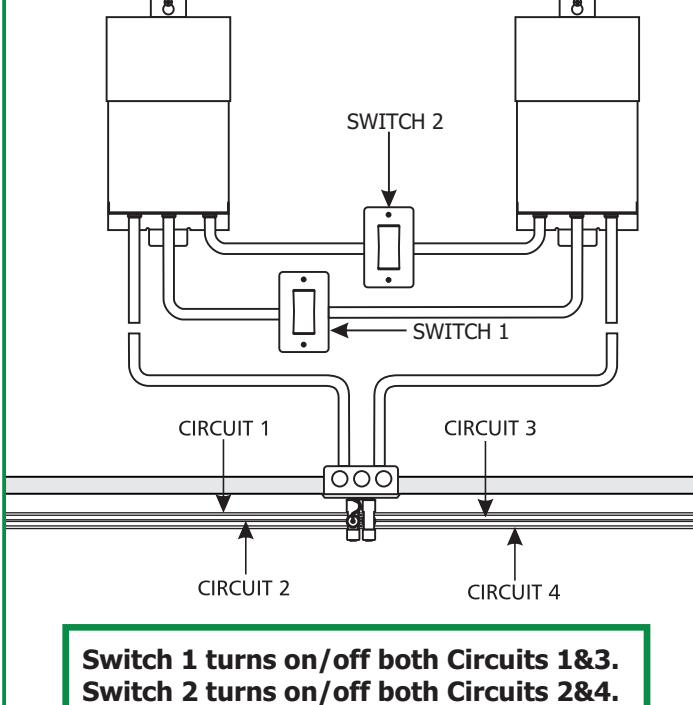 SWITCH 2
SWITCH 1
CIRCUIT 1
CIRCUIT 3
CIRCUIT 2
CIRCUIT 4
Switch 1 turns on/off both Circuits 1&3.
Switch 2 turns on/off both Circuits 2&4.